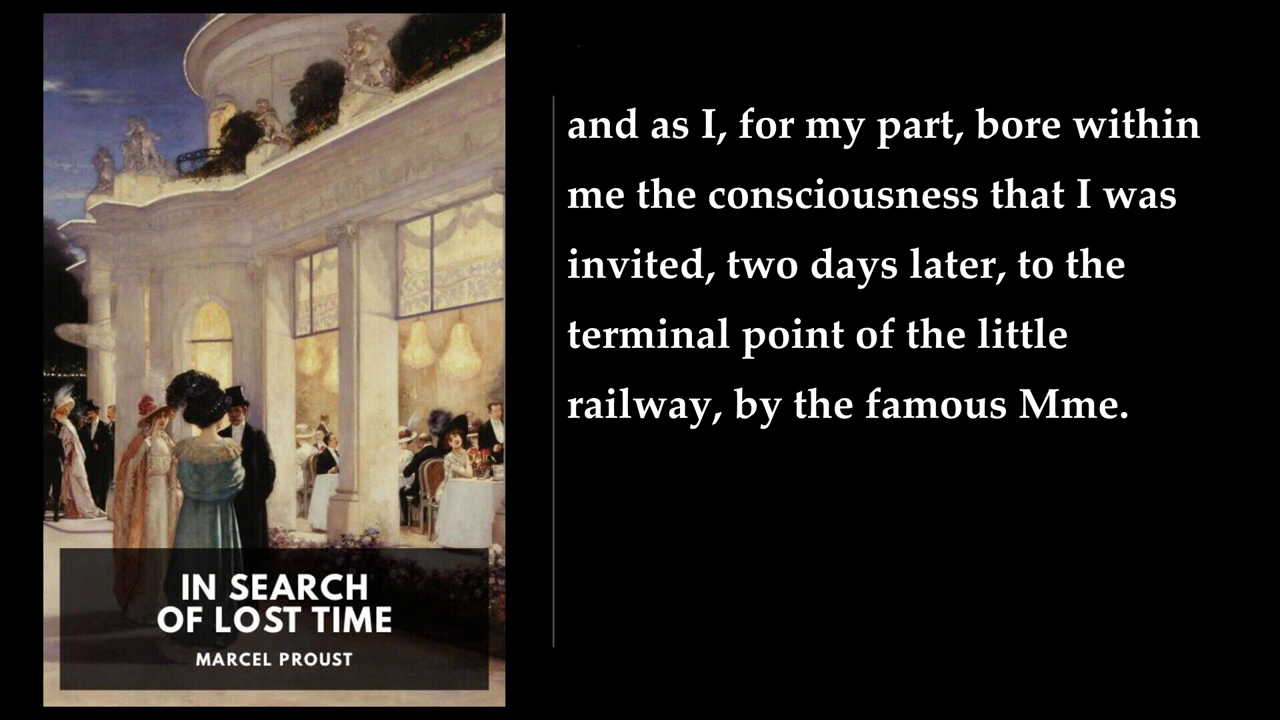 IN SEARCH
OF LOST TIME
MARCEL PROUST
and as I, for my part, bore within
me the consciousness that I was
invited, two days later, to the
terminal point of the little
railway, by the famous Mme.